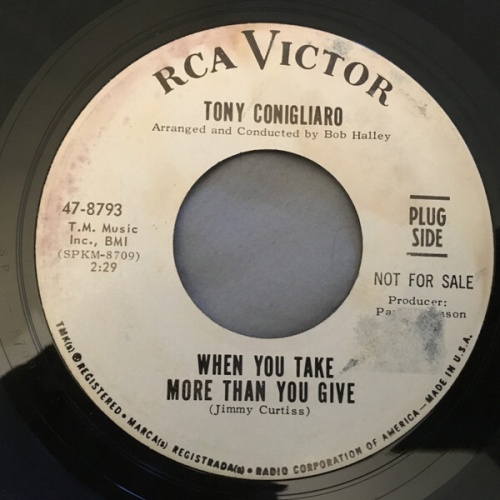 RCA VICTOR
TONY CONIGLIARO
Arranged and Conducted by Bob Halley
47-8793
T.M. Music
Inc., BMI
(SPKM-8709)
2:29
PLUG
SIDE
NOT FOR SALE
Producer:
WHEN YOU TAKE
MORE THAN YOU GIVE
(Jimmy Curtiss)
TMK(s) ® REGISTERED • MARCA(s) REGISTRADA(s) • RADIO CORPORATION OF AMERICA — MADE IN U.S.A.